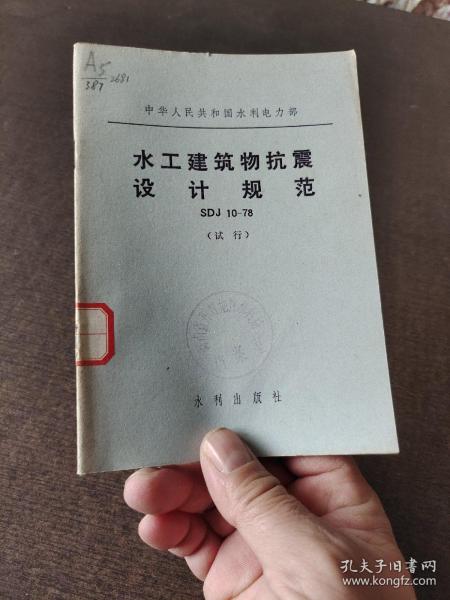 A5
387
2681
中华人民共和国水利电力部
水工建筑物抗震
设计规范
SDJ 10-78
(试行)
水利出版社
孔夫子旧书网
www.kongfz.com